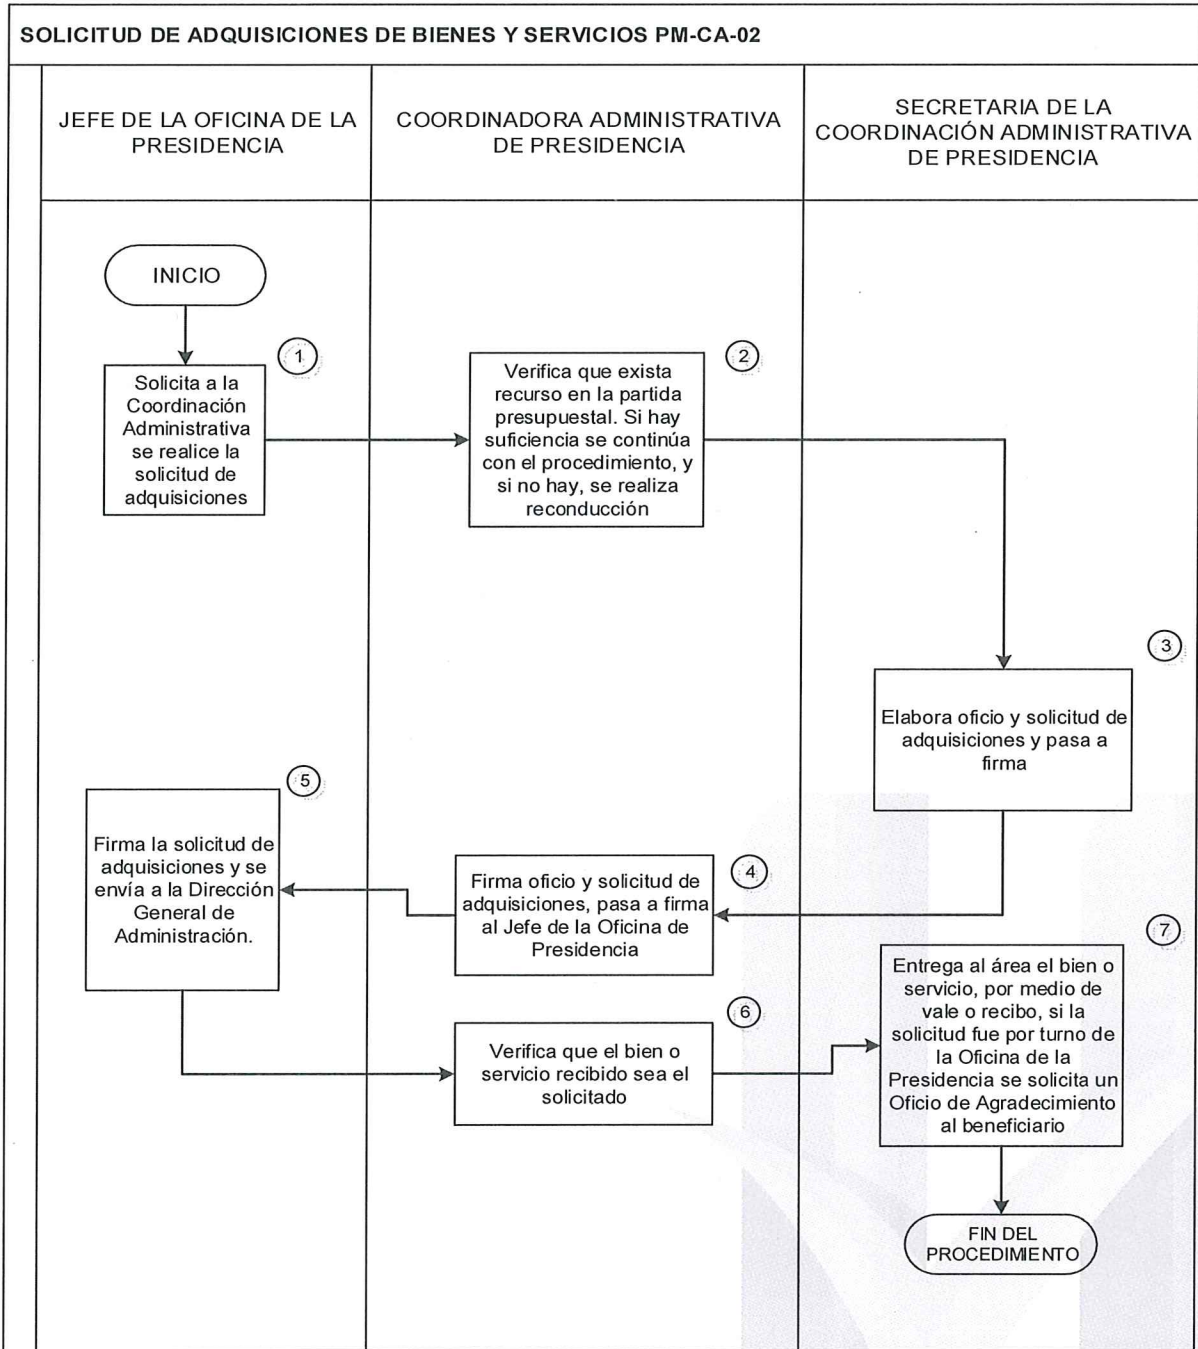 SOLICITUD DE ADQUISICIONES DE BIENES Y SERVICIOS PM-CA-02
JEFE DE LA OFICINA DE LA
PRESIDENCIA
COORDINADORA ADMINISTRATIVA
DE PRESIDENCIA
SECRETARIA DE LA
COORDINACIÓN ADMINISTRATIVA
DE PRESIDENCIA
INICIO
1
Solicita a la
Coordinación
Administrativa
se realice la
solicitud de
adquisiciones
2
Verifica que exista
recurso en la partida
presupuestal. Si hay
suficiencia se continúa
con el procedimiento, y
si no hay, se realiza
reconducción
3
Elabora oficio y solicitud de
adquisiciones y pasa a
firma
4
Firma oficio y solicitud de
adquisiciones, pasa a firma
al Jefe de la Oficina de
Presidencia
5
Firma la solicitud de
adquisiciones y se
envía a la Dirección
General de
Administración.
6
Verifica que el bien o
servicio recibido sea el
solicitado
7
Entrega al área el bien o
servicio, por medio de
vale o recibo, si la
solicitud fue por turno de
la Oficina de la
Presidencia se solicita un
Oficio de Agradecimiento
al beneficiario
FIN DEL
PROCEDIMIENTO